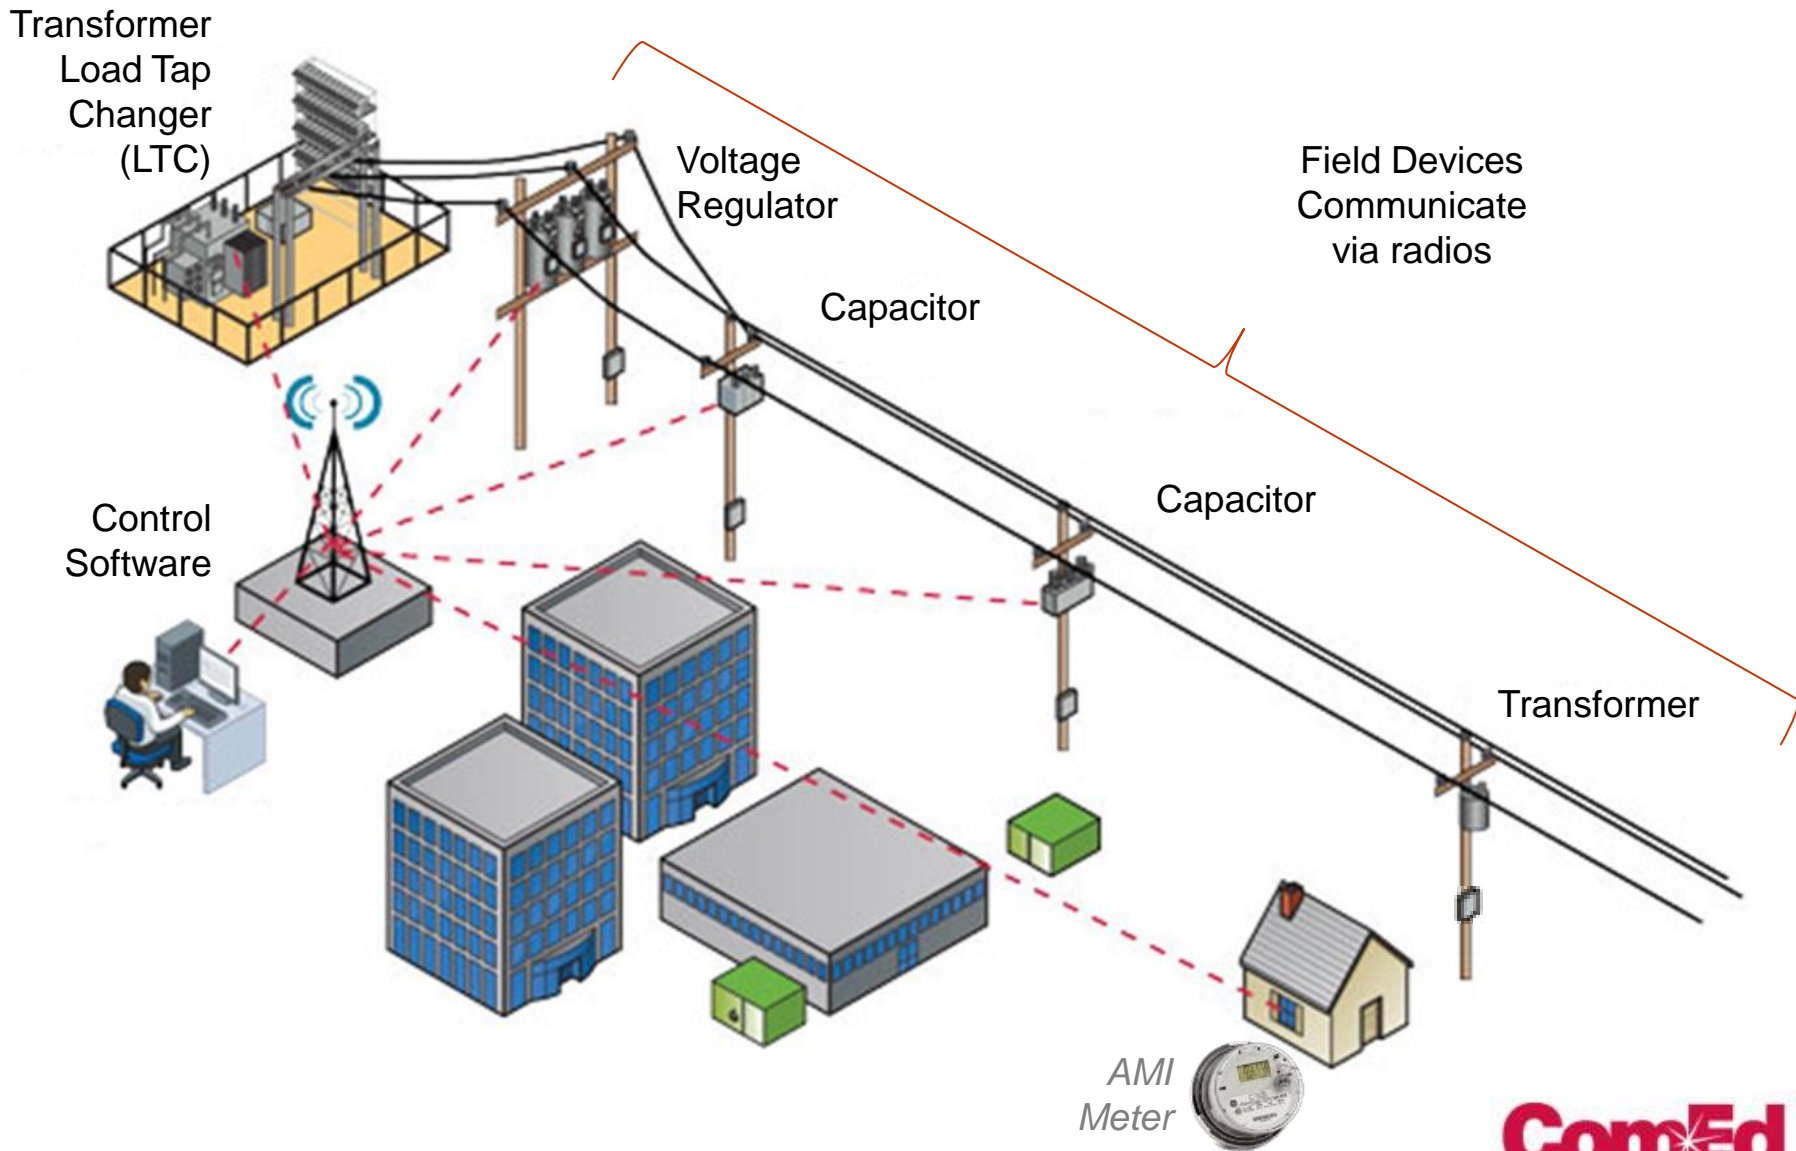 Transformer
Load Tap
Changer
(LTC)
Voltage
Regulator
Field Devices
Communicate
via radios
Capacitor
Capacitor
Control
Software
Transformer
AMI
Meter
ComEd